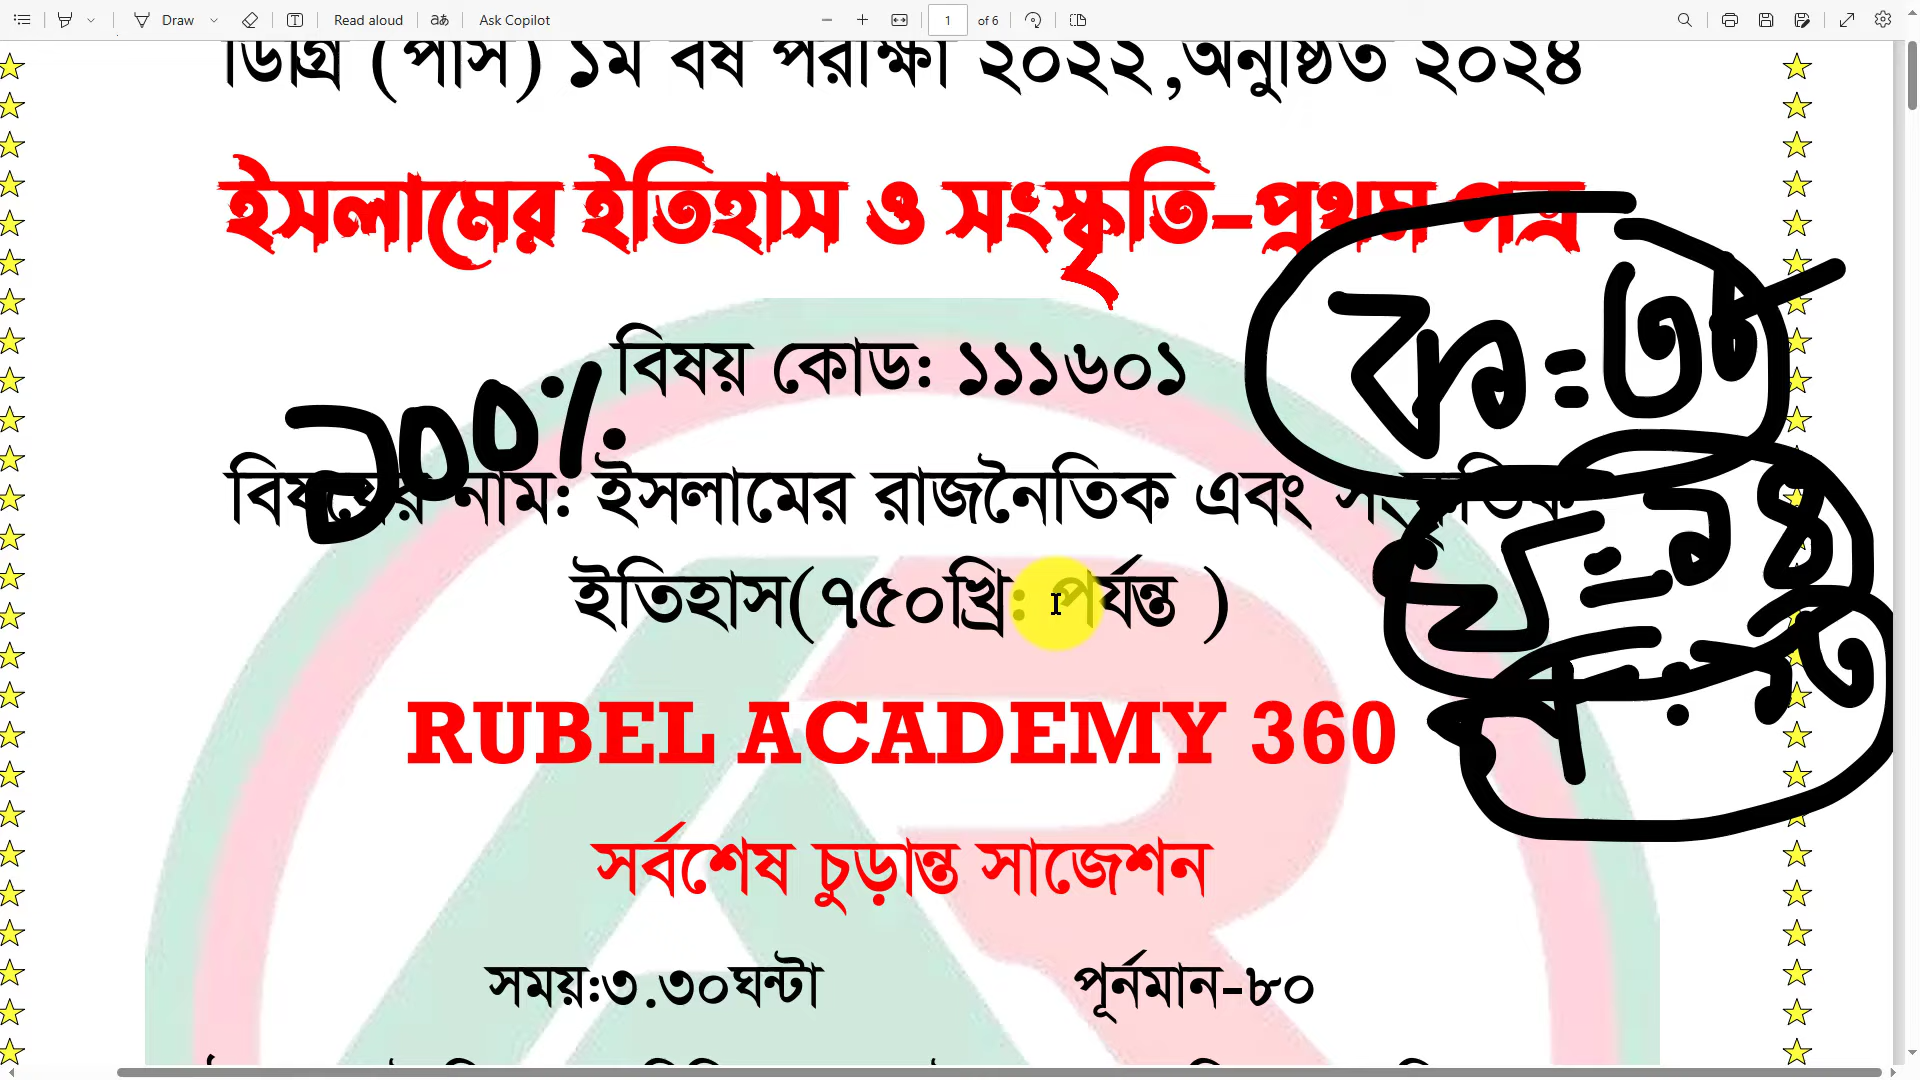 Draw Read aloud aあ Ask Copilot 1 of 6
ডিগ্রি (পাস) ১ম বর্ষ পরীক্ষা ২০২২,অনুষ্ঠিত ২০২৪
ইসলামের ইতিহাস ও সংস্কৃতি-প্রথম পত্র
বিষয় কোড: ১১১৬০১
১০০%
বিষয়ের নাম: ইসলামের রাজনৈতিক এবং সংস্কৃতিক
ইতিহাস(৭৫০খ্রি: পর্যন্ত )
RUBEL ACADEMY 360
সর্বশেষ চুড়ান্ত সাজেশন
সময়:৩.৩০ঘন্টা পূর্নমান-৮০